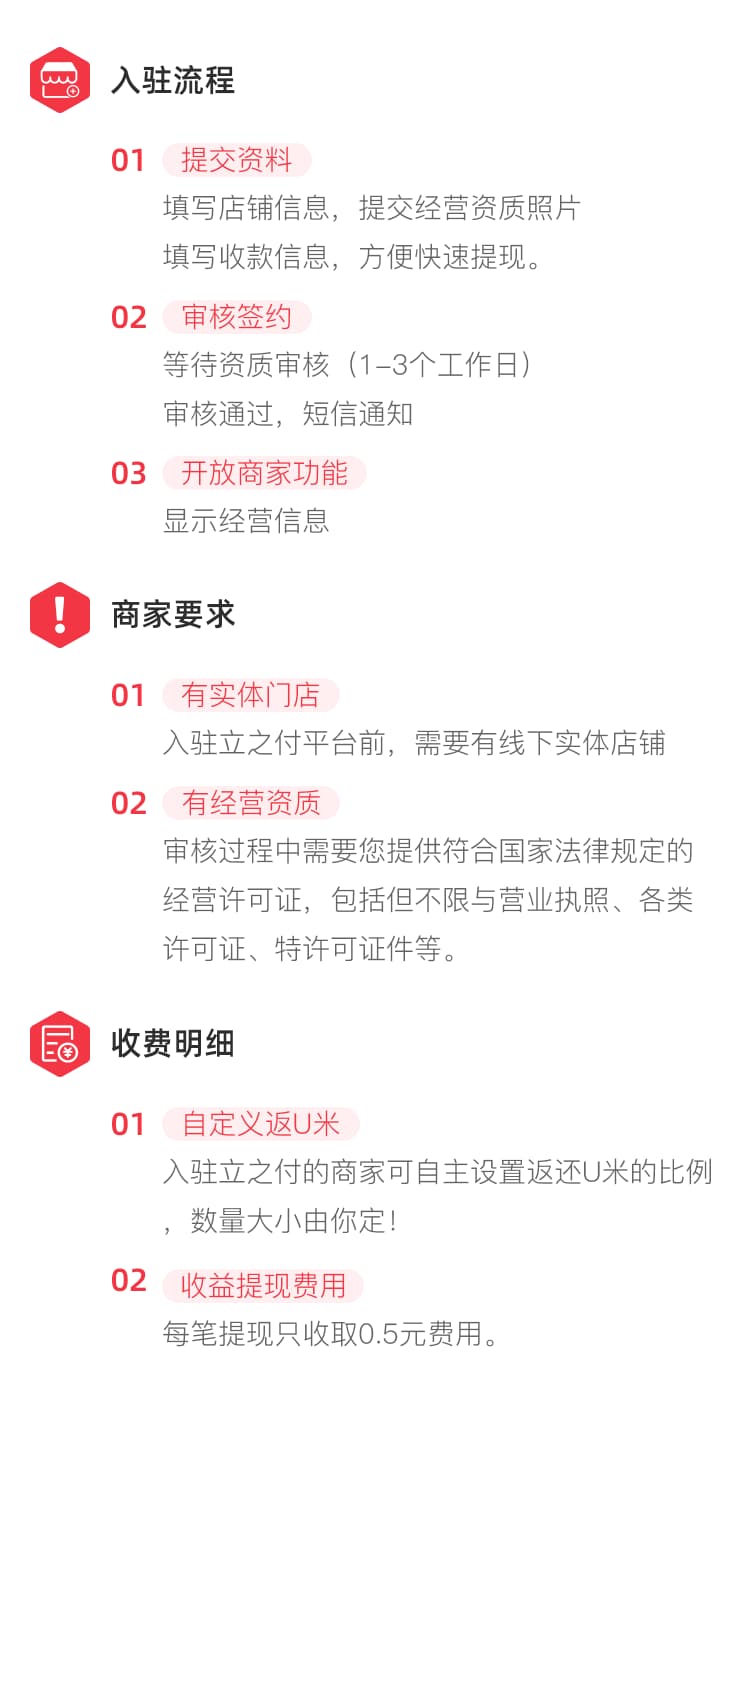 入驻流程
01 提交资料
填写店铺信息，提交经营资质照片
填写收款信息，方便快速提现。
02 审核签约
等待资质审核（1-3个工作日）
审核通过，短信通知
03 开放商家功能
显示经营信息
商家要求
01 有实体门店
入驻立之付平台前，需要有线下实体店铺
02 有经营资质
审核过程中需要您提供符合国家法律规定的
经营许可证，包括但不限与营业执照、各类
许可证、特许可证件等。
收费明细
01 自定义返U米
入驻立之付的商家可自主设置返还U米的比例
，数量大小由你定！
02 收益提现费用
每笔提现只收取0.5元费用。